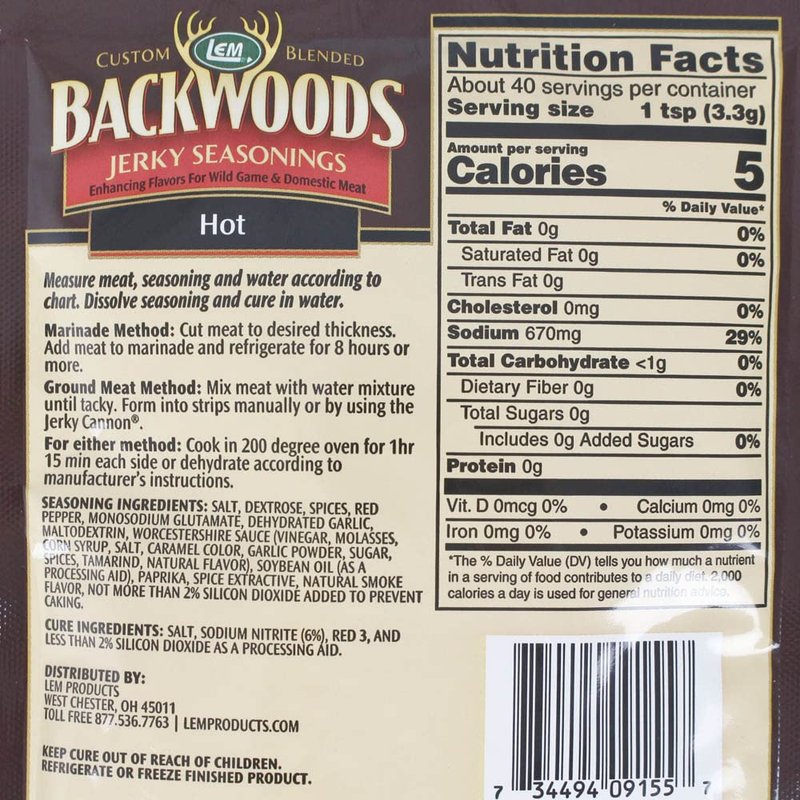 CUSTOM LEM BLENDED
BACKWOODS
JERKY SEASONINGS
Enhancing Flavors For Wild Game & Domestic Meat
Hot
Measure meat, seasoning and water according to
chart. Dissolve seasoning and cure in water.
Marinade Method: Cut meat to desired thickness.
Add meat to marinade and refrigerate for 8 hours or
more.
Ground Meat Method: Mix meat with water mixture
until tacky. Form into strips manually or by using the
Jerky Cannon®.
For either method: Cook in 200 degree oven for 1hr
15 min each side or dehydrate according to
manufacturer's instructions.
SEASONING INGREDIENTS: SALT, DEXTROSE, SPICES, RED
PEPPER, MONOSODIUM GLUTAMATE, DEHYDRATED GARLIC,
MALTODEXTRIN, WORCESTERSHIRE SAUCE (VINEGAR, MOLASSES,
CORN SYRUP, SALT, CARAMEL COLOR, GARLIC POWDER, SUGAR,
SPICES, TAMARIND, NATURAL FLAVOR), SOYBEAN OIL (AS A
PROCESSING AID), PAPRIKA, SPICE EXTRACTIVE, NATURAL SMOKE
FLAVOR, NOT MORE THAN 2% SILICON DIOXIDE ADDED TO PREVENT
CAKING.
CURE INGREDIENTS: SALT, SODIUM NITRITE (6%), RED 3, AND
LESS THAN 2% SILICON DIOXIDE AS A PROCESSING AID.
DISTRIBUTED BY:
LEM PRODUCTS
WEST CHESTER, OH 45011
TOLL FREE 877.536.7763 | LEMPRODUCTS.COM
KEEP CURE OUT OF REACH OF CHILDREN.
REFRIGERATE OR FREEZE FINISHED PRODUCT.
Nutrition Facts
About 40 servings per container
Serving size 1 tsp (3.3g)
Amount per serving
Calories 5
% Daily Value*
Total Fat 0g 0%
Saturated Fat 0g 0%
Trans Fat 0g
Cholesterol 0mg 0%
Sodium 670mg 29%
Total Carbohydrate <1g 0%
Dietary Fiber 0g 0%
Total Sugars 0g
Includes 0g Added Sugars 0%
Protein 0g
Vit. D 0mcg 0% • Calcium 0mg 0%
Iron 0mg 0% • Potassium 0mg 0%
*The % Daily Value (DV) tells you how much a nutrient
in a serving of food contributes to a daily diet. 2,000
calories a day is used for general nutrition advice.
7 34494 09155 7